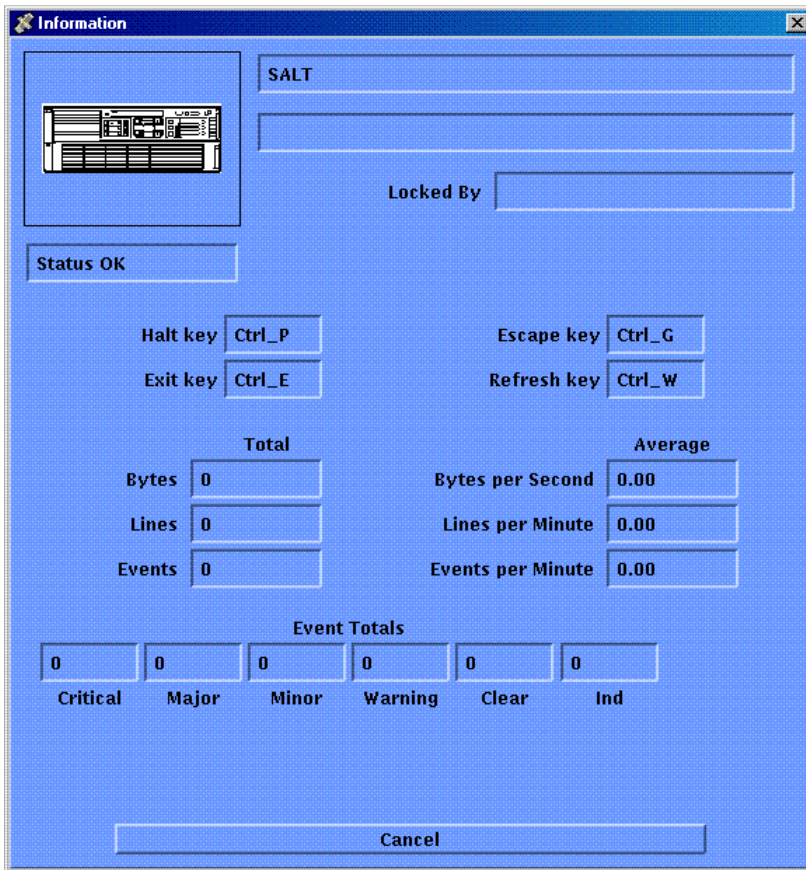 Information
SALT
Locked By
Status OK
Halt key Ctrl_P Escape key Ctrl_G
Exit key Ctrl_E Refresh key Ctrl_W
Total Average
Bytes 0 Bytes per Second 0.00
Lines 0 Lines per Minute 0.00
Events 0 Events per Minute 0.00
Event Totals
0 0 0 0 0 0
Critical Major Minor Warning Clear Ind
Cancel